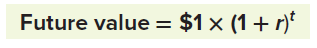 Future value = $1 × (1 + r)ᵗ